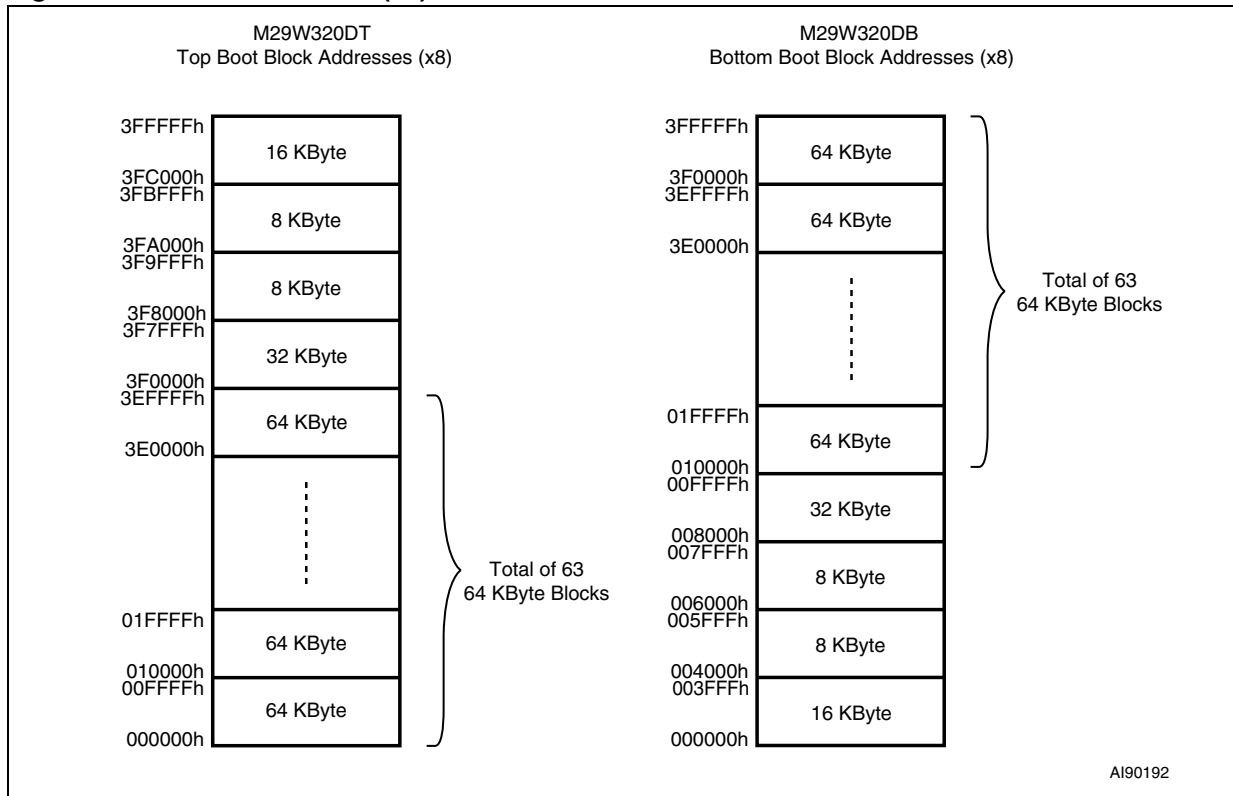 M29W320DT
Top Boot Block Addresses (x8)
3FFFFFh
16 KByte
3FC000h
3FBFFFh
8 KByte
3FA000h
3F9FFFh
8 KByte
3F8000h
3F7FFFh
32 KByte
3F0000h
3EFFFFh
64 KByte
3E0000h
Total of 63
64 KByte Blocks
01FFFFh
64 KByte
010000h
00FFFFh
64 KByte
000000h
M29W320DB
Bottom Boot Block Addresses (x8)
3FFFFFh
64 KByte
3F0000h
3EFFFFh
64 KByte
3E0000h
Total of 63
64 KByte Blocks
01FFFFh
64 KByte
010000h
00FFFFh
32 KByte
008000h
007FFFh
8 KByte
006000h
005FFFh
8 KByte
004000h
003FFFh
16 KByte
000000h
AI90192